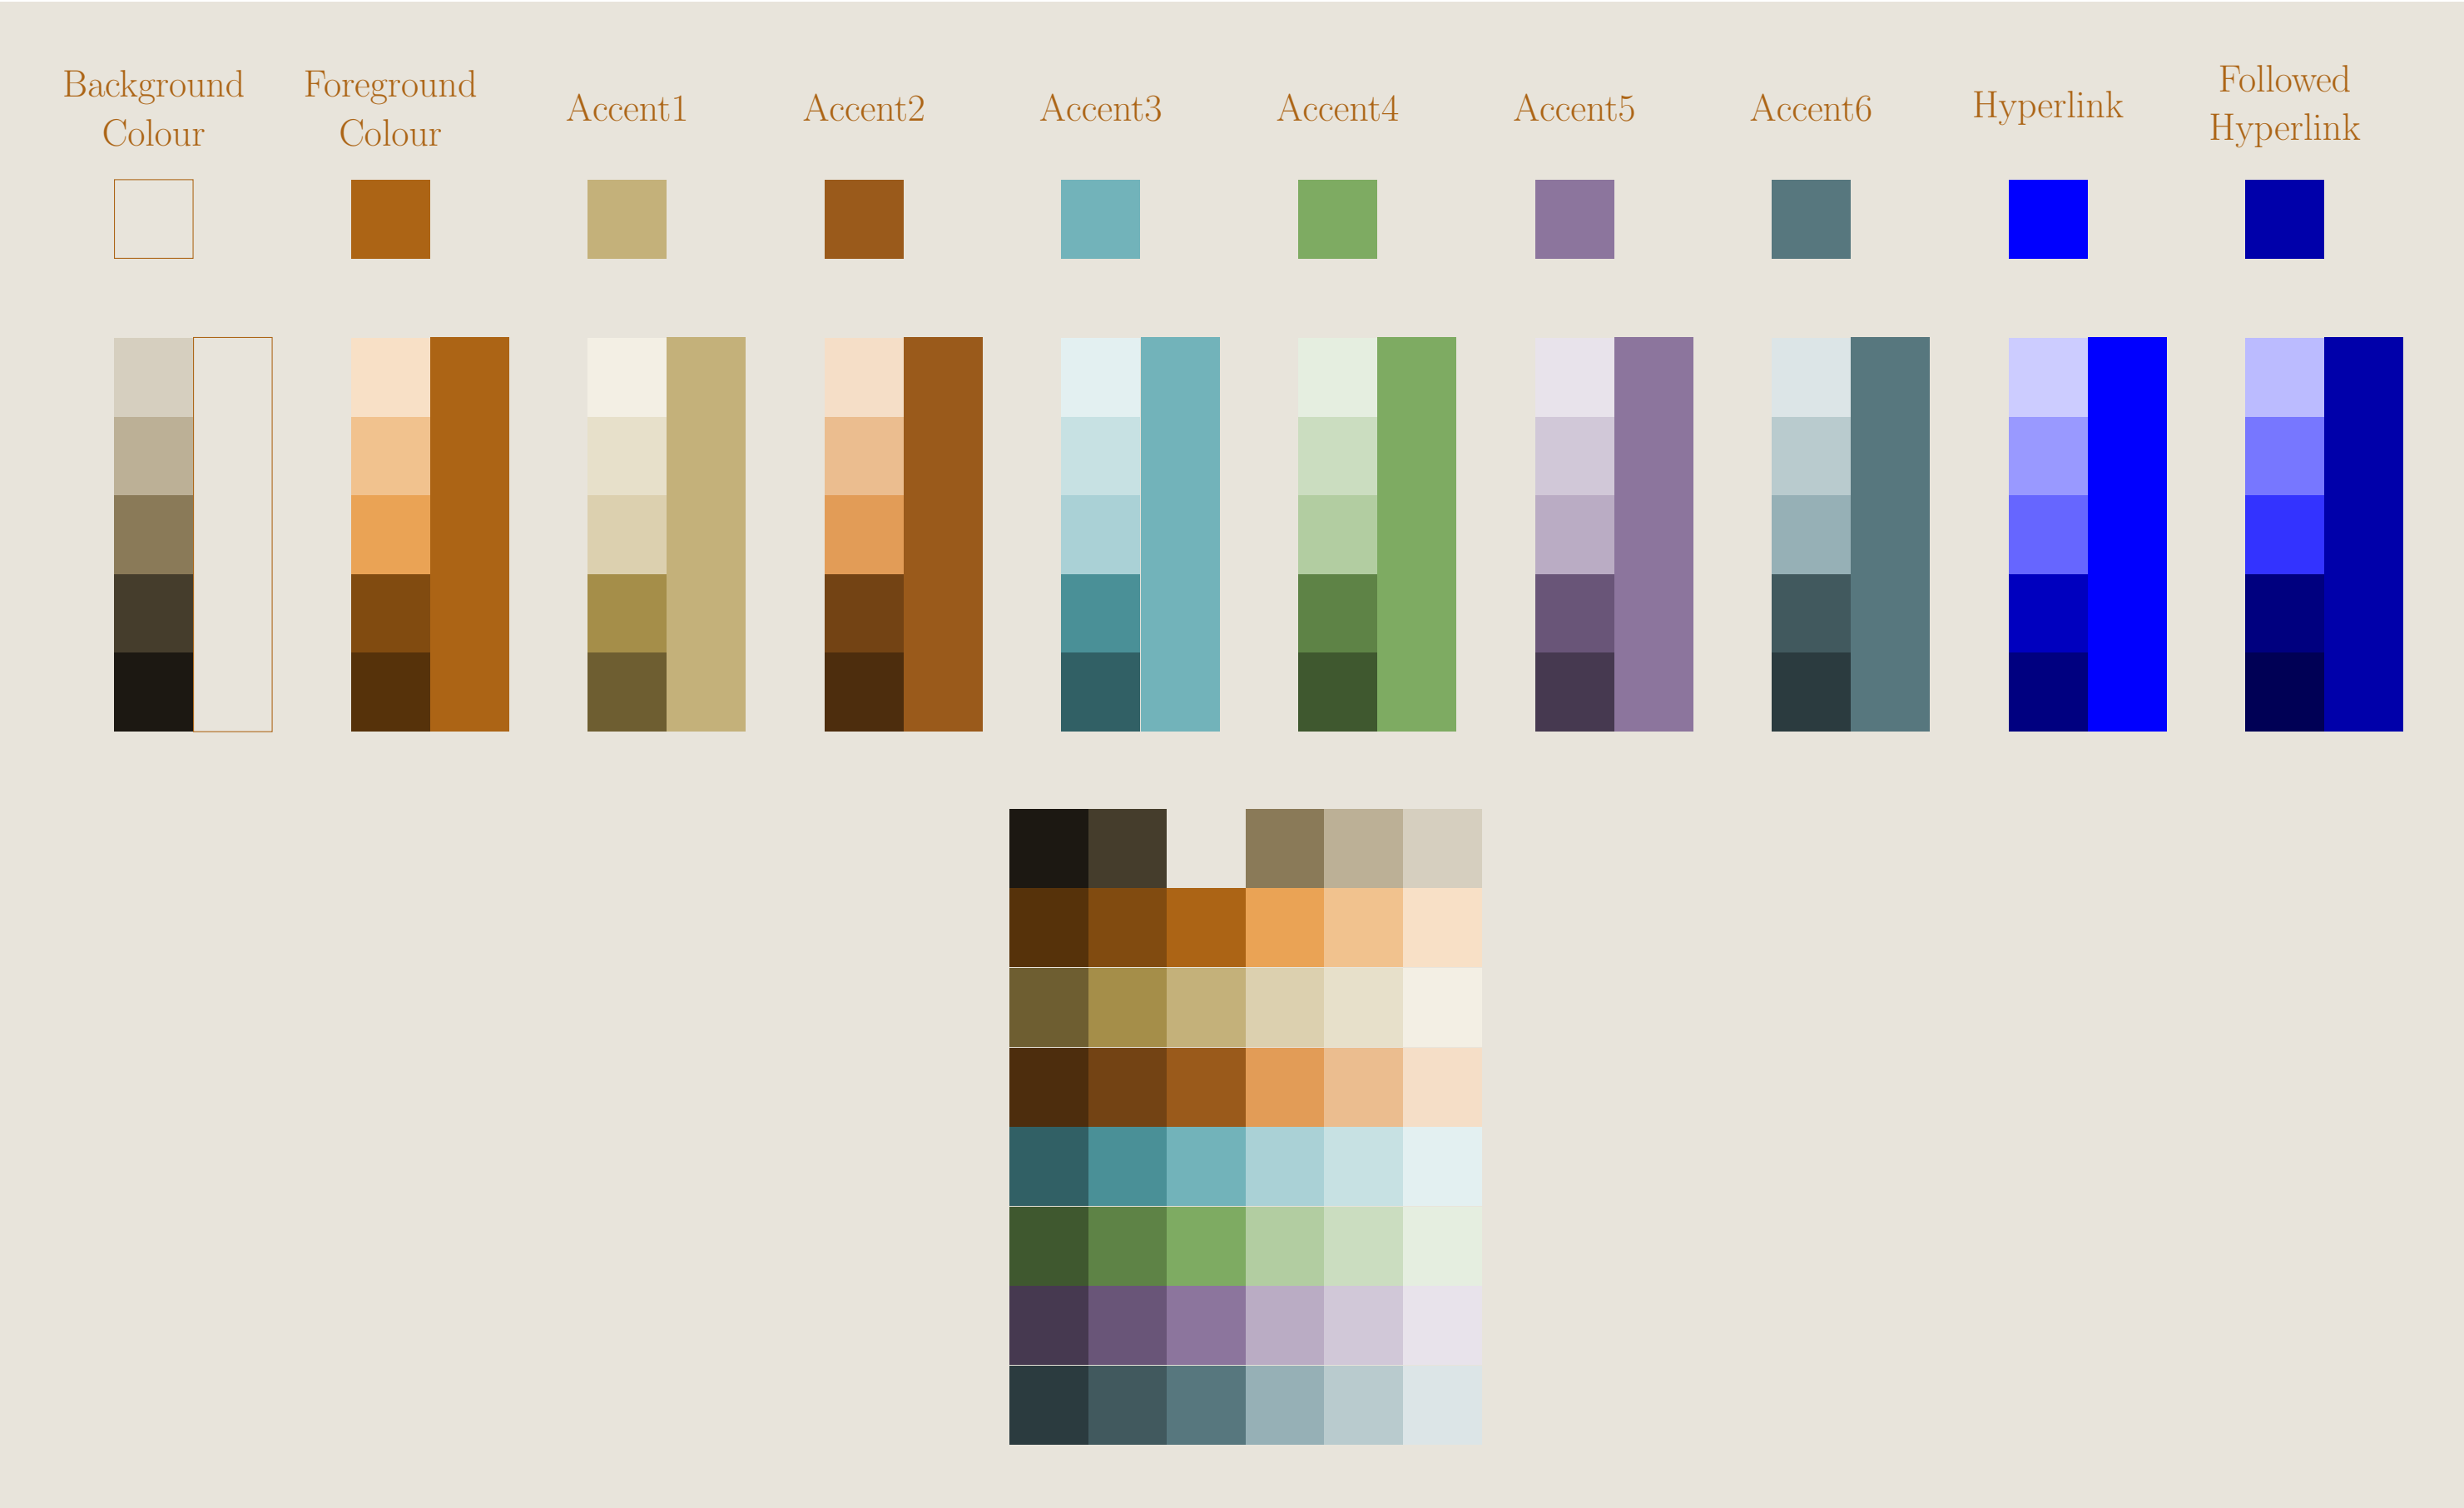 Background
Colour
Foreground
Colour
Accent1
Accent2
Accent3
Accent4
Accent5
Accent6
Hyperlink
Followed
Hyperlink